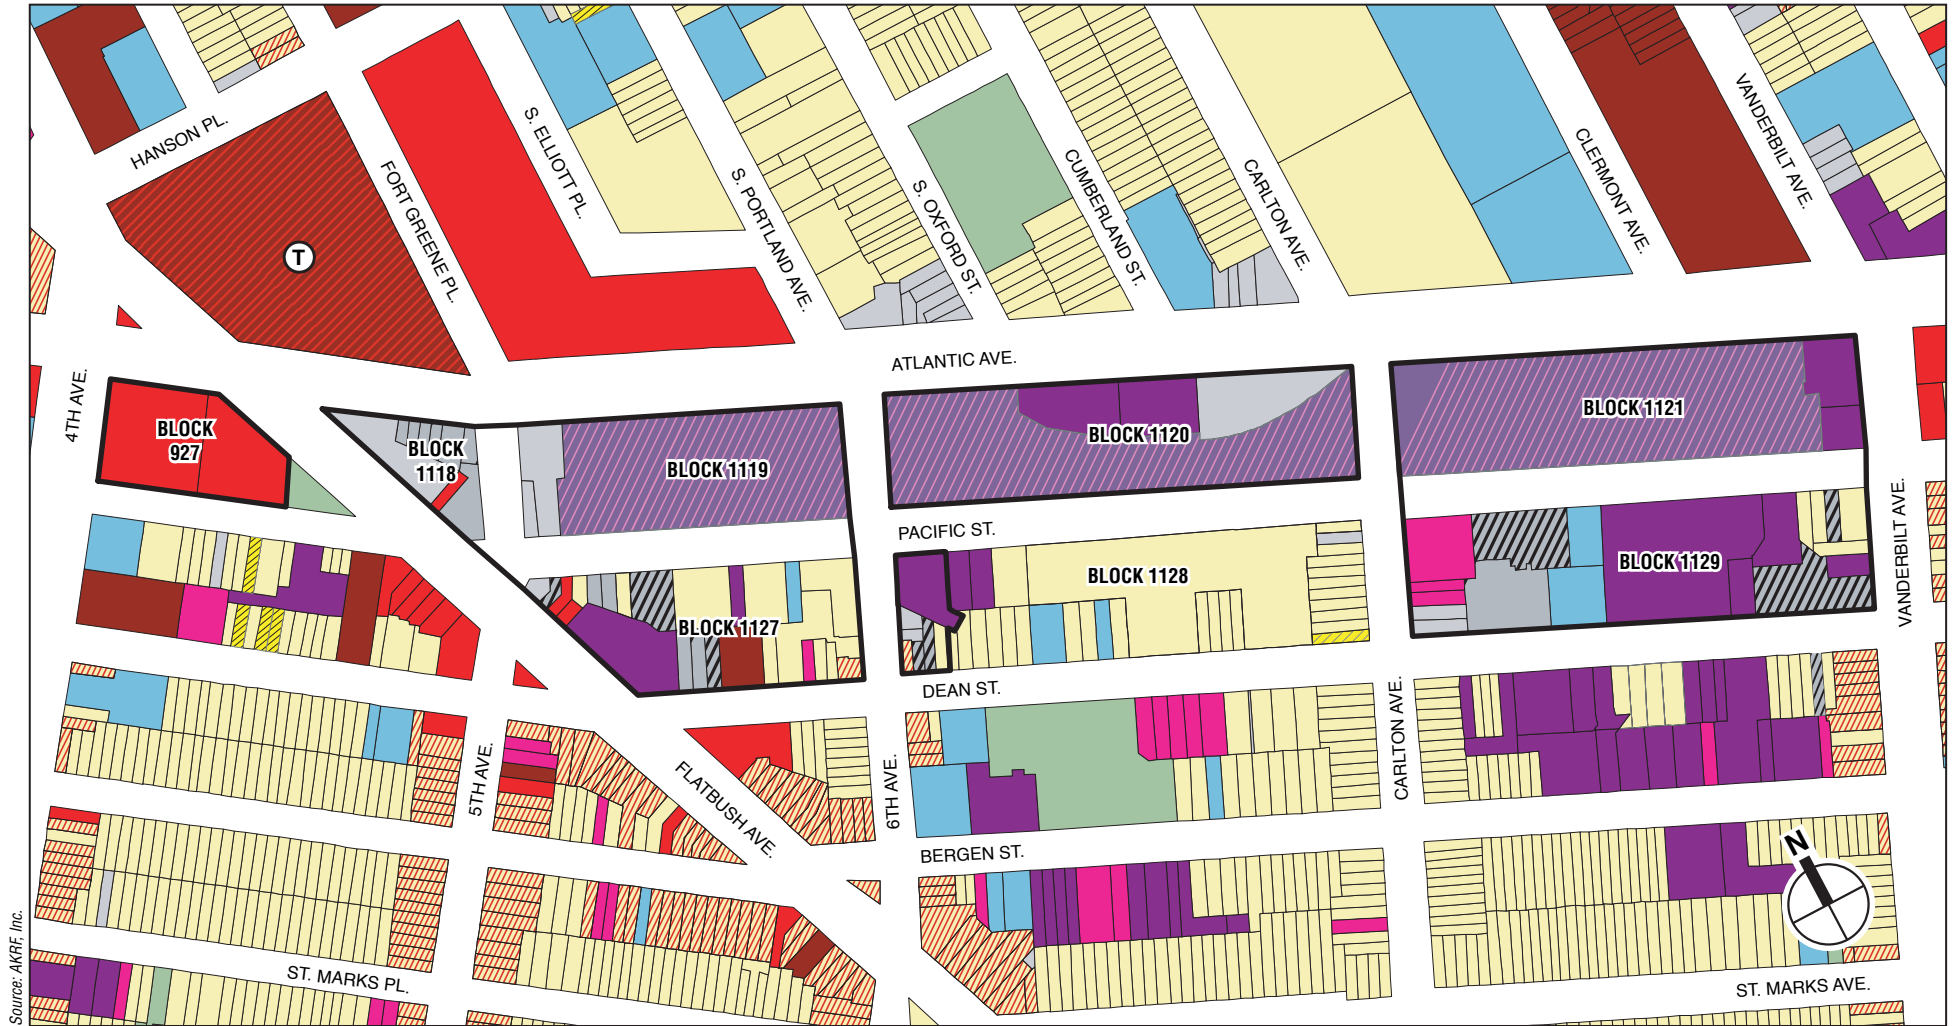 HANSON PL.
T
FORT GREENE PL.
S. ELLIOTT PL.
S. PORTLAND AVE.
S. OXFORD ST.
CUMBERLAND ST.
CARLTON AVE.
CLERMONT AVE.
VANDERBILT AVE.
ATLANTIC AVE.
4TH AVE.
BLOCK
927
BLOCK
1118
BLOCK 1119
BLOCK 1120
BLOCK 1121
PACIFIC ST.
BLOCK 1127
BLOCK 1128
BLOCK 1129
VANDERBILT AVE.
DEAN ST.
5TH AVE.
FLATBUSH AVE.
6TH AVE.
CARLTON AVE.
BERGEN ST.
N
ST. MARKS PL.
ST. MARKS AVE.
Source: AKRF, Inc.